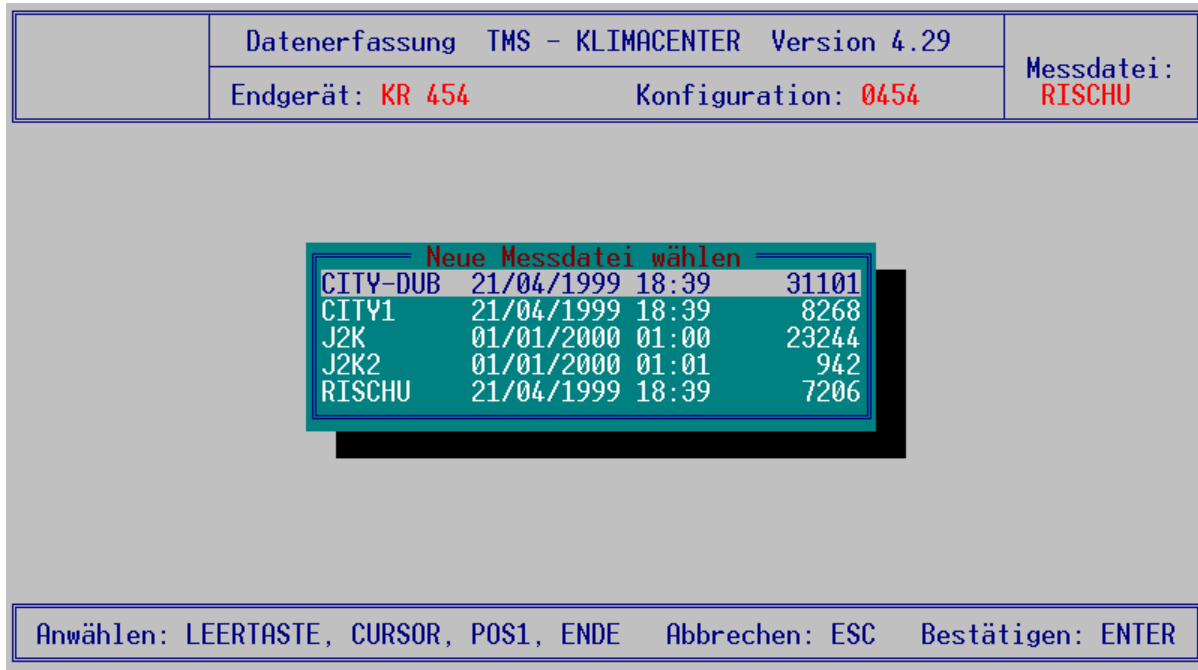 Datenerfassung TMS - KLIMACENTER Version 4.29
Endgerät: KR 454 Konfiguration: 0454
Messdatei:
RISCHU
Neue Messdatei wählen
CITY-DUB 21/04/1999 18:39 31101
CITY1 21/04/1999 18:39 8268
J2K 01/01/2000 01:00 23244
J2K2 01/01/2000 01:01 942
RISCHU 21/04/1999 18:39 7206
Anwählen: LEERTASTE, CURSOR, POS1, ENDE Abbrechen: ESC Bestätigen: ENTER